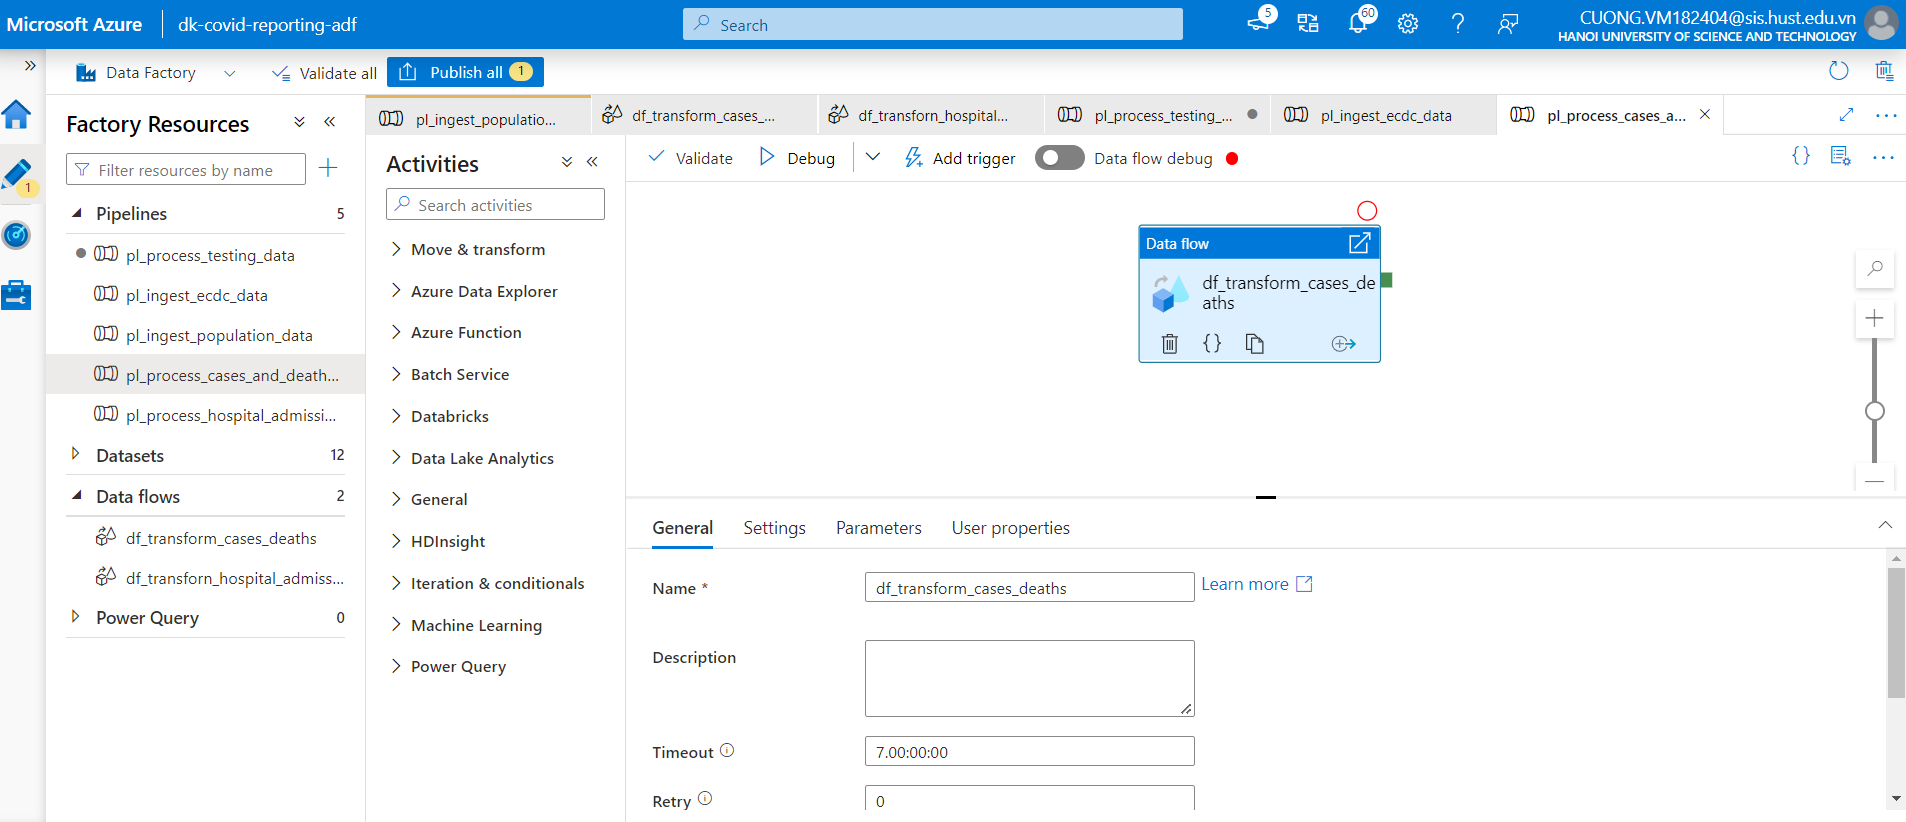 Microsoft Azure
dk-covid-reporting-adf
Search
5
60
CUONG.VM182404@sis.hust.edu.vn
HANOI UNIVERSITY OF SCIENCE AND TECHNOLOGY
Data Factory
Validate all
Publish all 1
1
Factory Resources
Filter resources by name
Pipelines 5
pl_process_testing_data
pl_ingest_ecdc_data
pl_ingest_population_data
pl_process_cases_and_death...
pl_process_hospital_admissi...
Datasets 12
Data flows 2
df_transform_cases_deaths
df_transforn_hospital_admiss...
Power Query 0
pl_ingest_populatio...
df_transform_cases_...
df_transforn_hospital...
pl_process_testing_...
pl_ingest_ecdc_data
pl_process_cases_a...
Activities
Search activities
Move & transform
Azure Data Explorer
Azure Function
Batch Service
Databricks
Data Lake Analytics
General
HDInsight
Iteration & conditionals
Machine Learning
Power Query
Validate
Debug
Add trigger
Data flow debug
Data flow
df_transform_cases_de
aths
General
Settings
Parameters
User properties
Name *
df_transform_cases_deaths
Learn more
Description
Timeout
7.00:00:00
Retry
0